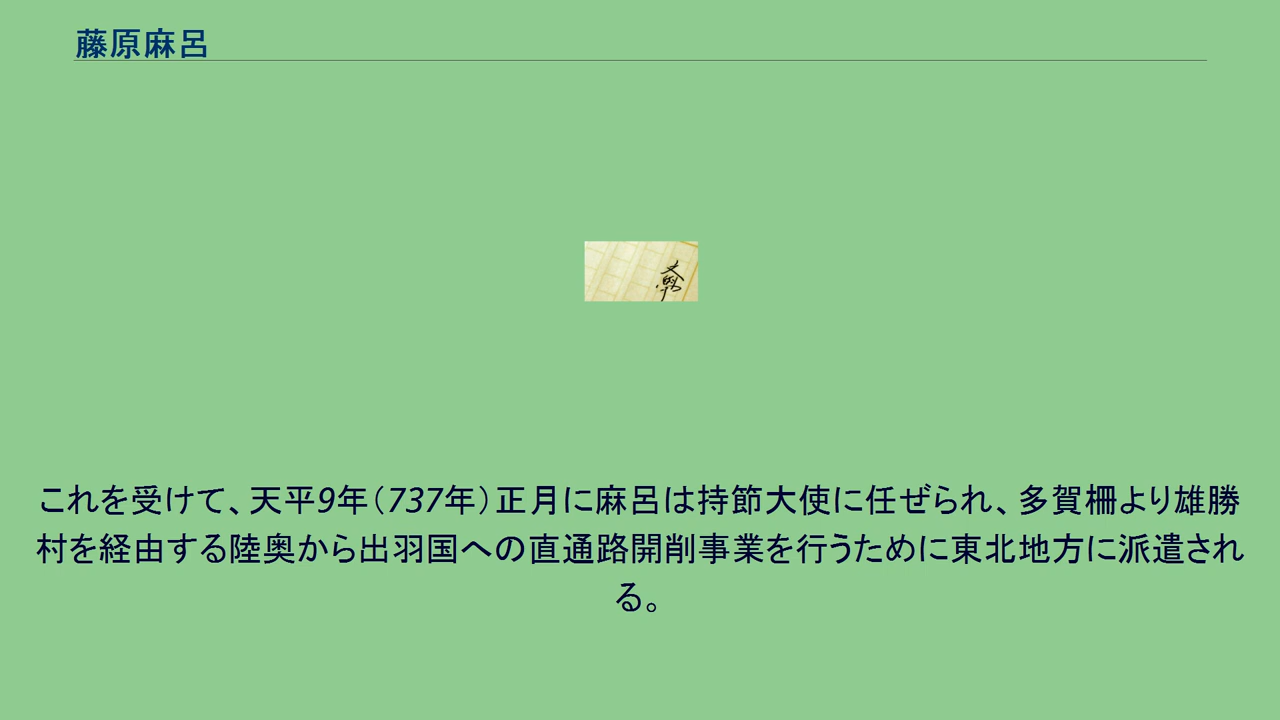 藤原麻呂
これを受けて、天平9年（737年）正月に麻呂は持節大使に任ぜられ、多賀柵より雄勝
村を経由する陸奥から出羽国への直通路開削事業を行うために東北地方に派遣され
る。